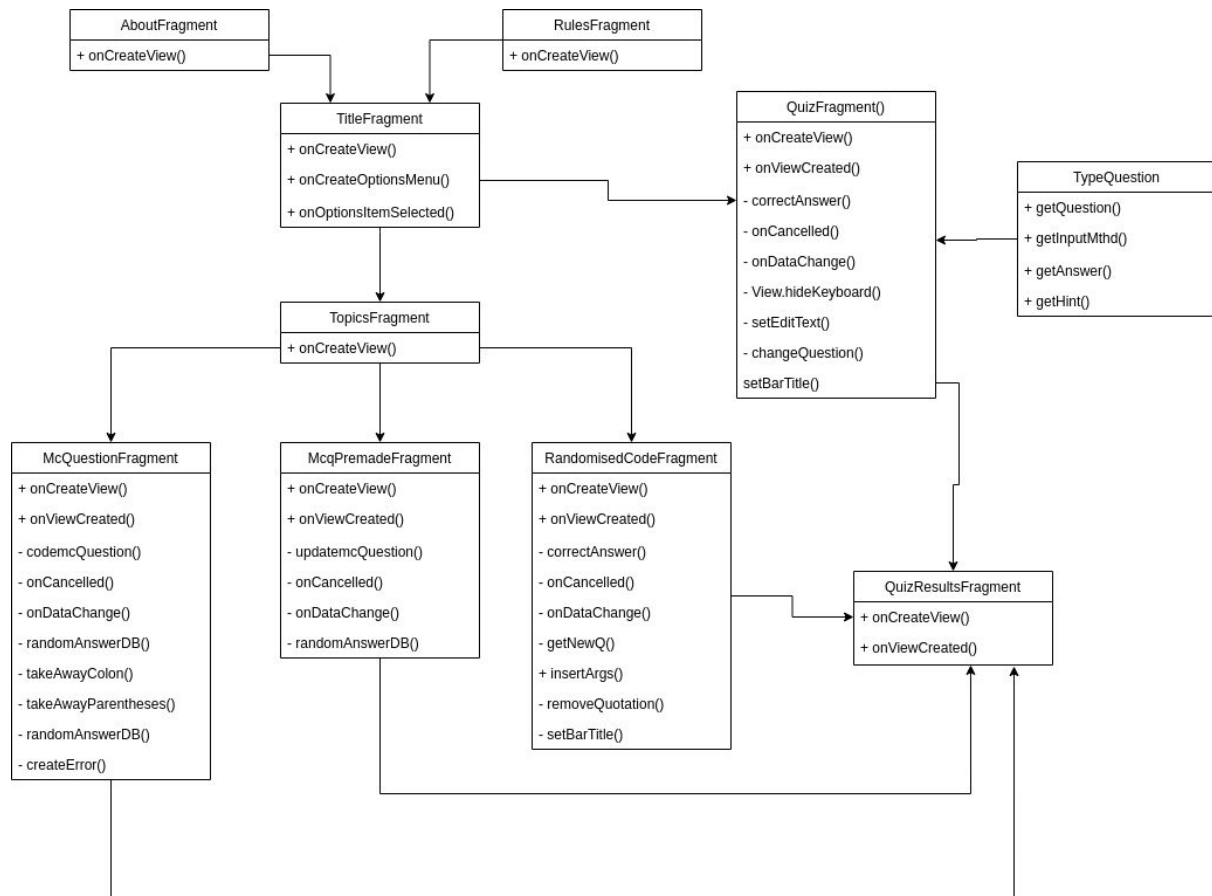 AboutFragment
+ onCreateView()
RulesFragment
+ onCreateView()
TitleFragment
+ onCreateView()
+ onCreateOptionsMenu()
+ onOptionsItemSelected()
QuizFragment()
+ onCreateView()
+ onViewCreated()
- correctAnswer()
- onCancelled()
- onDataChange()
- View.hideKeyboard()
- setEditText()
- changeQuestion()
setBarTitle()
TypeQuestion
+ getQuestion()
+ getInputMthd()
+ getAnswer()
+ getHint()
TopicsFragment
+ onCreateView()
McQuestionFragment
+ onCreateView()
+ onViewCreated()
- codemcQuestion()
- onCancelled()
- onDataChange()
- randomAnswerDB()
- takeAwayColon()
- takeAwayParentheses()
- randomAnswerDB()
- createError()
McqPremadeFragment
+ onCreateView()
+ onViewCreated()
- updatemcQuestion()
- onCancelled()
- onDataChange()
- randomAnswerDB()
RandomisedCodeFragment
+ onCreateView()
+ onViewCreated()
- correctAnswer()
- onCancelled()
- onDataChange()
- getNewQ()
+ insertArgs()
- removeQuotation()
- setBarTitle()
QuizResultsFragment
+ onCreateView()
+ onViewCreated()